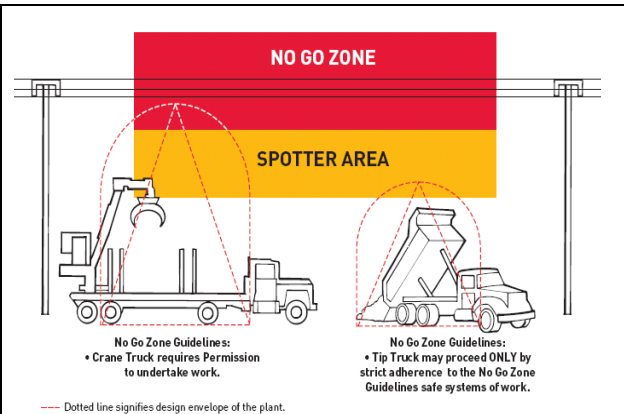 NO GO ZONE
SPOTTER AREA
No Go Zone Guidelines:
• Crane Truck requires Permission
to undertake work.
No Go Zone Guidelines:
• Tip Truck may proceed ONLY by
strict adherence to the No Go Zone
Guidelines safe systems of work.
--- Dotted line signifies design envelope of the plant.